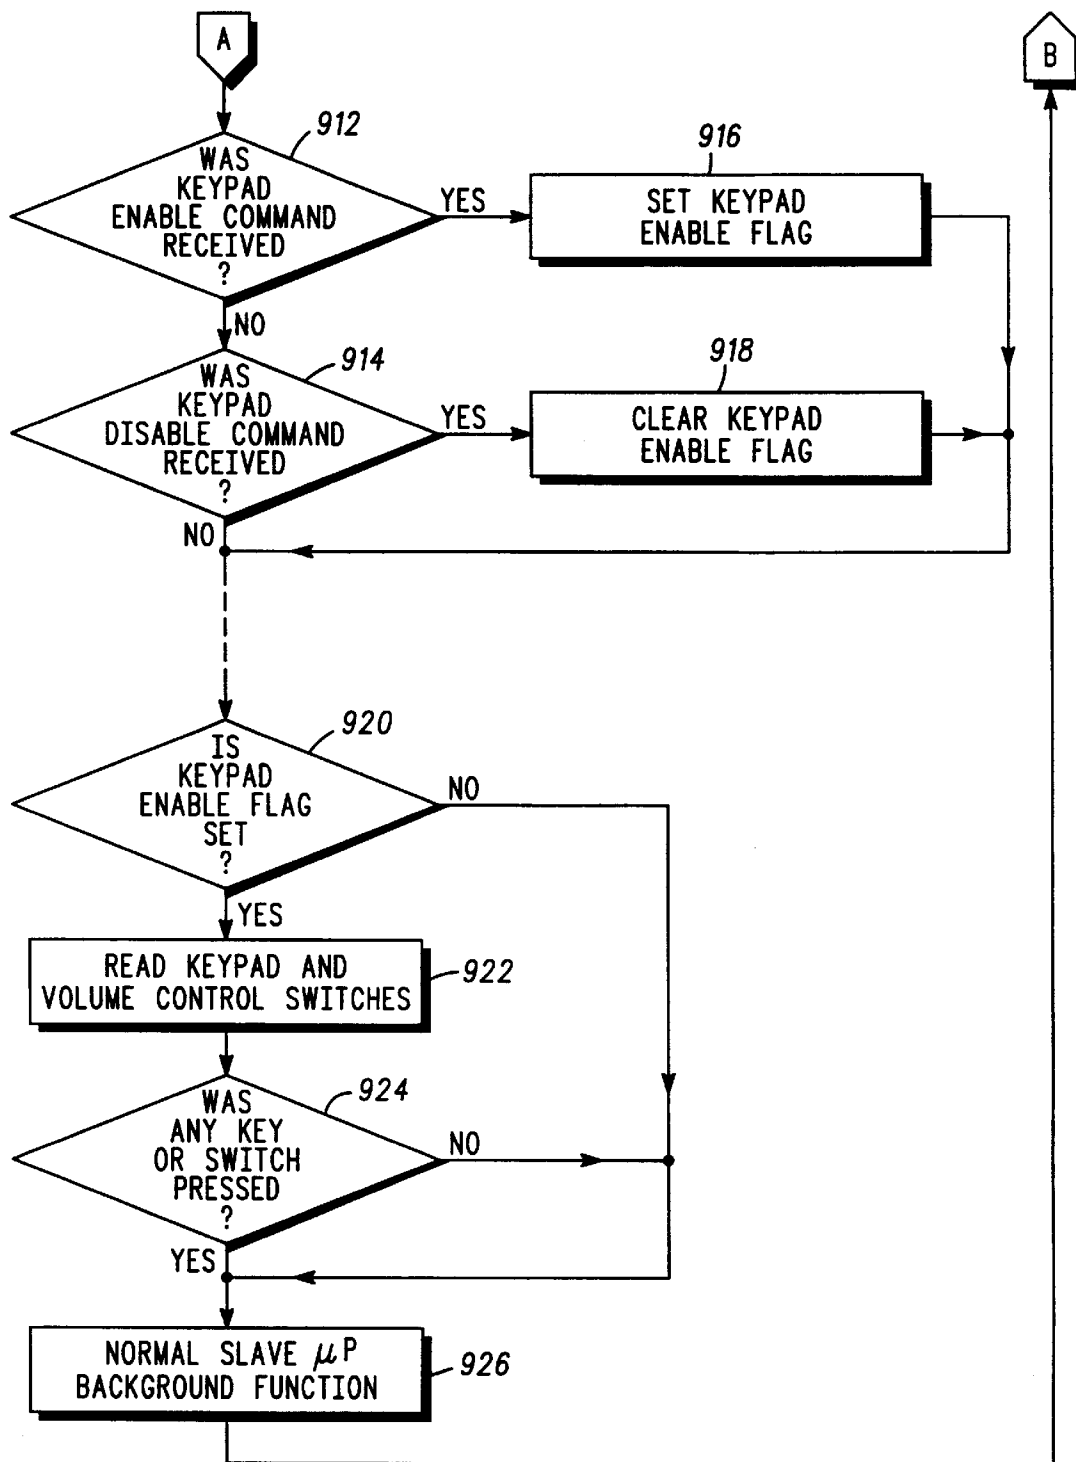 A
B
912
WAS
KEYPAD
ENABLE COMMAND
RECEIVED
?
YES
916
SET KEYPAD
ENABLE FLAG
NO
914
WAS
KEYPAD
DISABLE COMMAND
RECEIVED
?
YES
918
CLEAR KEYPAD
ENABLE FLAG
NO
920
IS
KEYPAD
ENABLE FLAG
SET
?
NO
YES
READ KEYPAD AND
VOLUME CONTROL SWITCHES
922
924
WAS
ANY KEY
OR SWITCH
PRESSED
?
NO
YES
NORMAL SLAVE μP
BACKGROUND FUNCTION
926